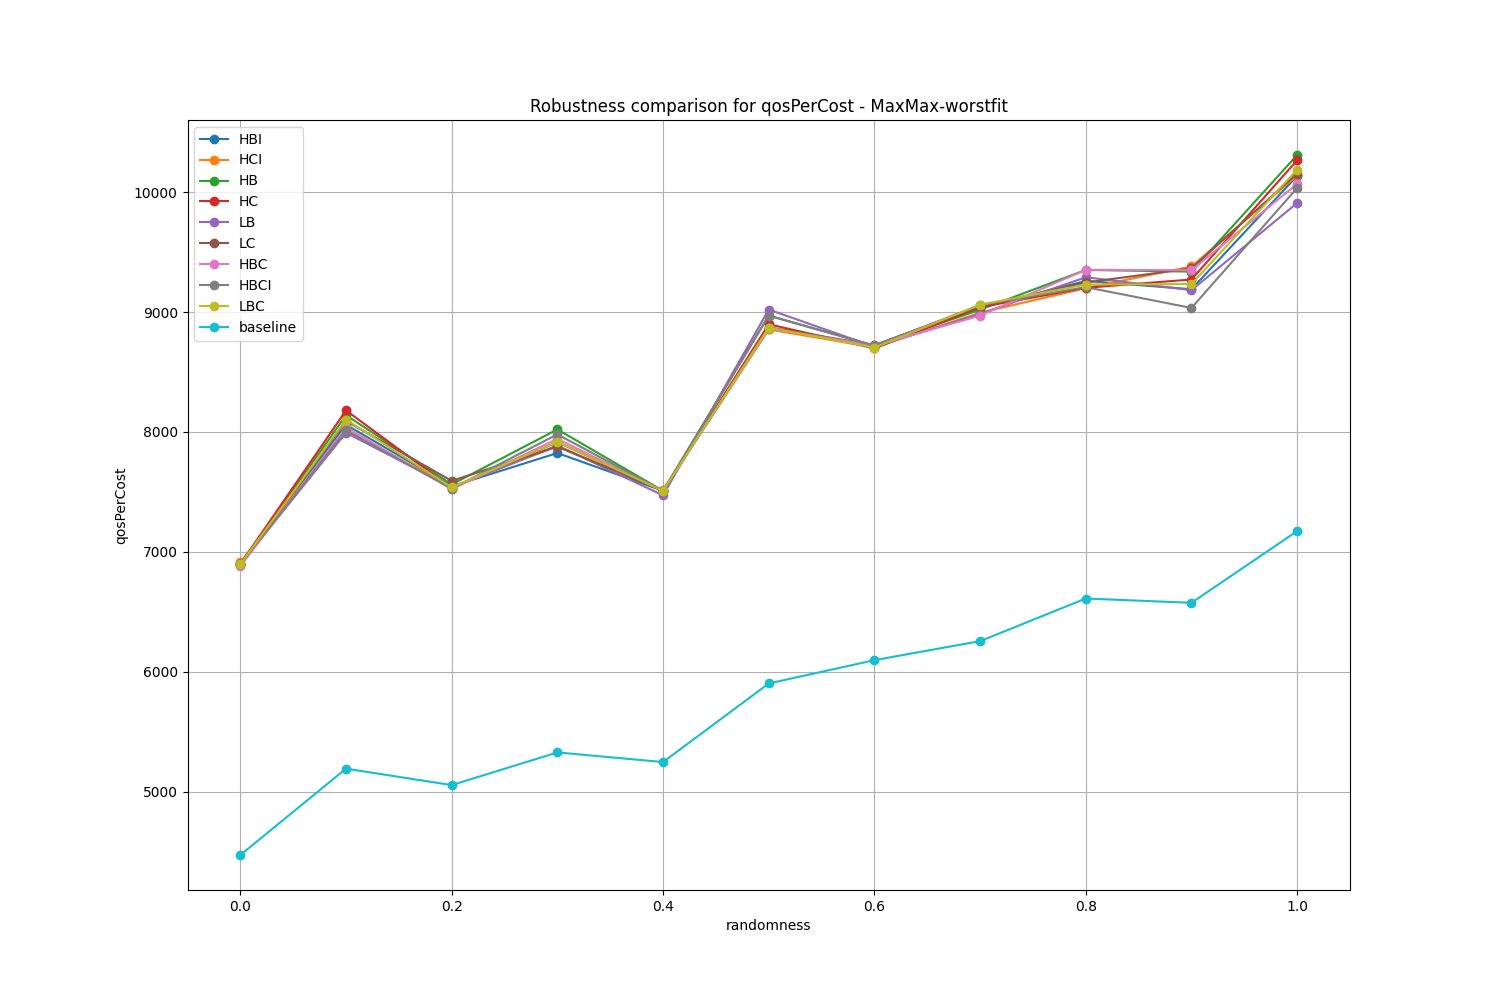 Robustness comparison for qosPerCost - MaxMax-worstfit
HBI
HCI
HB
HC
LB
LC
HBC
HBCI
LBC
baseline
qosPerCost
10000
9000
8000
7000
6000
5000
0.0
0.2
0.4
0.6
0.8
1.0
randomness